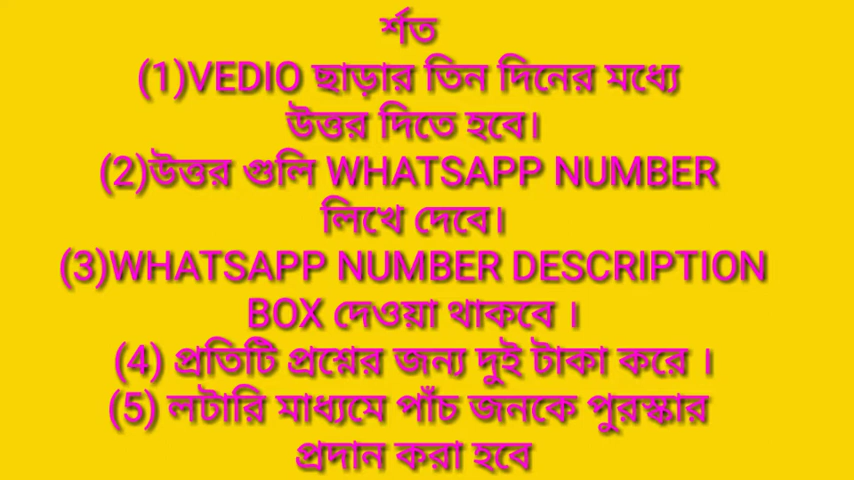 র্শত
(1)VEDIO ছাড়ার তিন দিনের মধ্যে
উত্তর দিতে হবে।
(2)উত্তর গুলি WHATSAPP NUMBER
লিখে দেবে।
(3)WHATSAPP NUMBER DESCRIPTION
BOX দেওয়া থাকবে ।
(4) প্রতিটি প্রশ্নের জন্য দুই টাকা করে ।
(5) লটারি মাধ্যমে পাঁচ জনকে পুরস্কার
প্রদান করা হবে